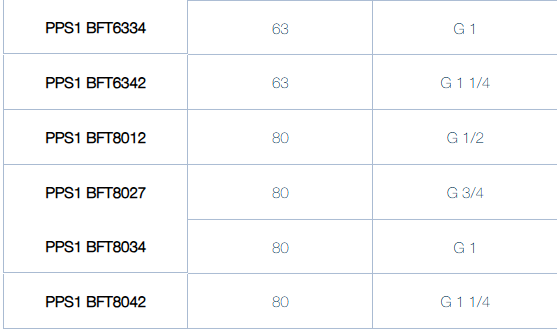 PPS1 BFT6334 63 G 1
PPS1 BFT6342 63 G 1 1/4
PPS1 BFT8012 80 G 1/2
PPS1 BFT8027 80 G 3/4
PPS1 BFT8034 80 G 1
PPS1 BFT8042 80 G 1 1/4